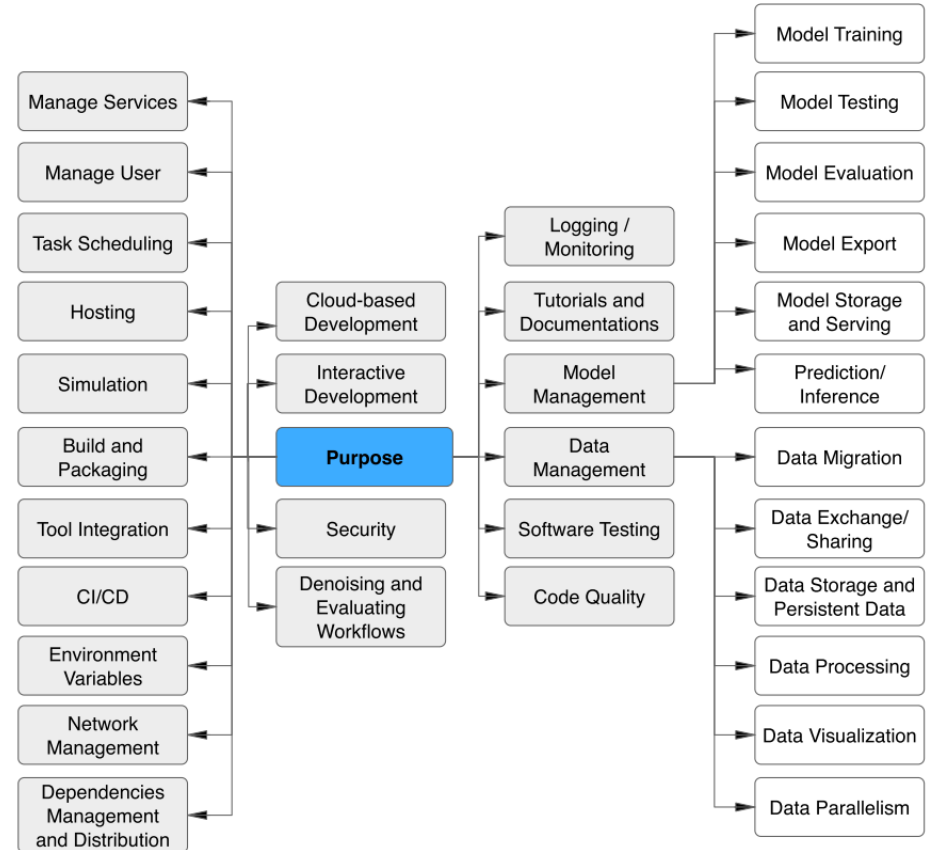 Manage Services
Manage User
Task Scheduling
Hosting
Simulation
Build and
Packaging
Tool Integration
CI/CD
Environment
Variables
Network
Management
Dependencies
Management
and Distribution
Cloud-based
Development
Interactive
Development
Purpose
Security
Denoising and
Evaluating
Workflows
Logging /
Monitoring
Tutorials and
Documentations
Model
Management
Data
Management
Software Testing
Code Quality
Model Training
Model Testing
Model Evaluation
Model Export
Model Storage
and Serving
Prediction/
Inference
Data Migration
Data Exchange/
Sharing
Data Storage and
Persistent Data
Data Processing
Data Visualization
Data Parallelism